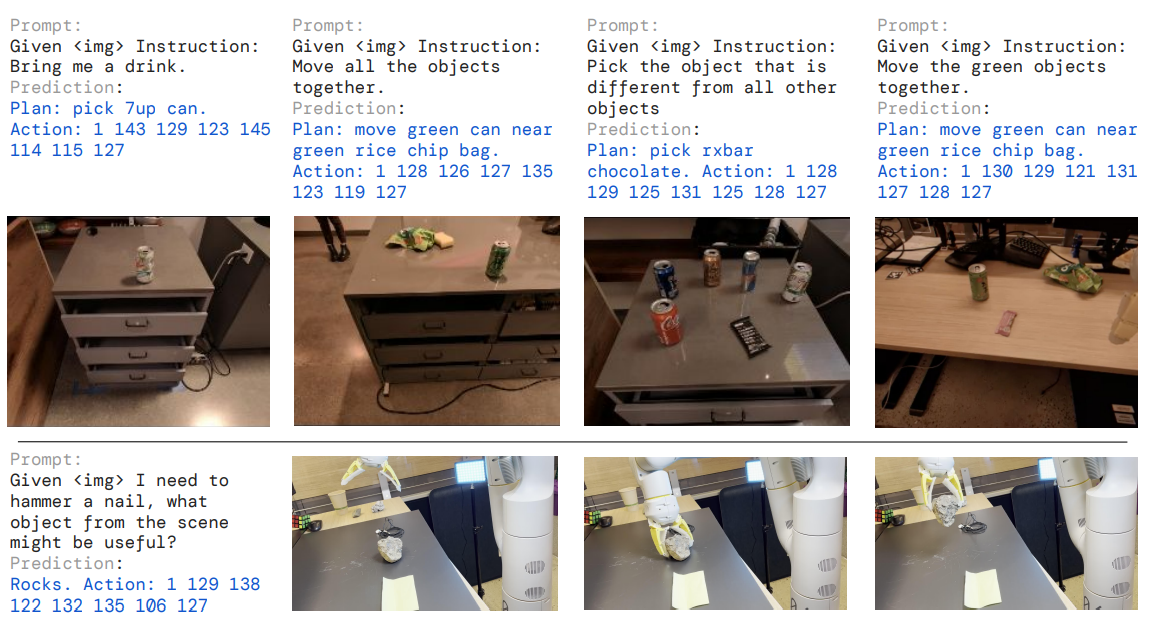 Prompt:
Given <img> Instruction:
Bring me a drink.
Prediction:
Plan: pick 7up can.
Action: 1 143 129 123 145
114 115 127
Prompt:
Given <img> Instruction:
Move all the objects
together.
Prediction:
Plan: move green can near
green rice chip bag.
Action: 1 128 126 127 135
123 119 127
Prompt:
Given <img> Instruction:
Pick the object that is
different from all other
objects
Prediction:
Plan: pick rxbar
chocolate. Action: 1 128
129 125 131 125 128 127
Prompt:
Given <img> Instruction:
Move the green objects
together.
Prediction:
Plan: move green can near
green rice chip bag.
Action: 1 130 129 121 131
127 128 127
Prompt:
Given <img> I need to
hammer a nail, what
object from the scene
might be useful?
Prediction:
Rocks. Action: 1 129 138
122 132 135 106 127